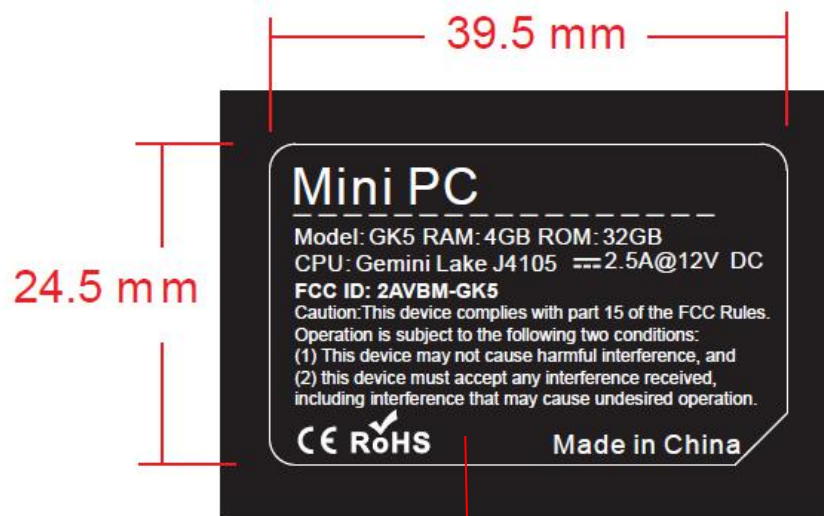 39.5 mm
24.5 mm
Mini PC
Model: GK5 RAM: 4GB ROM: 32GB
CPU: Gemini Lake J4105 ⎓2.5A@12V DC
FCC ID: 2AVBM-GK5
Caution:This device complies with part 15 of the FCC Rules.
Operation is subject to the following two conditions:
(1) This device may not cause harmful interference, and
(2) this device must accept any interference received,
including interference that may cause undesired operation.
CE RoHS Made in China